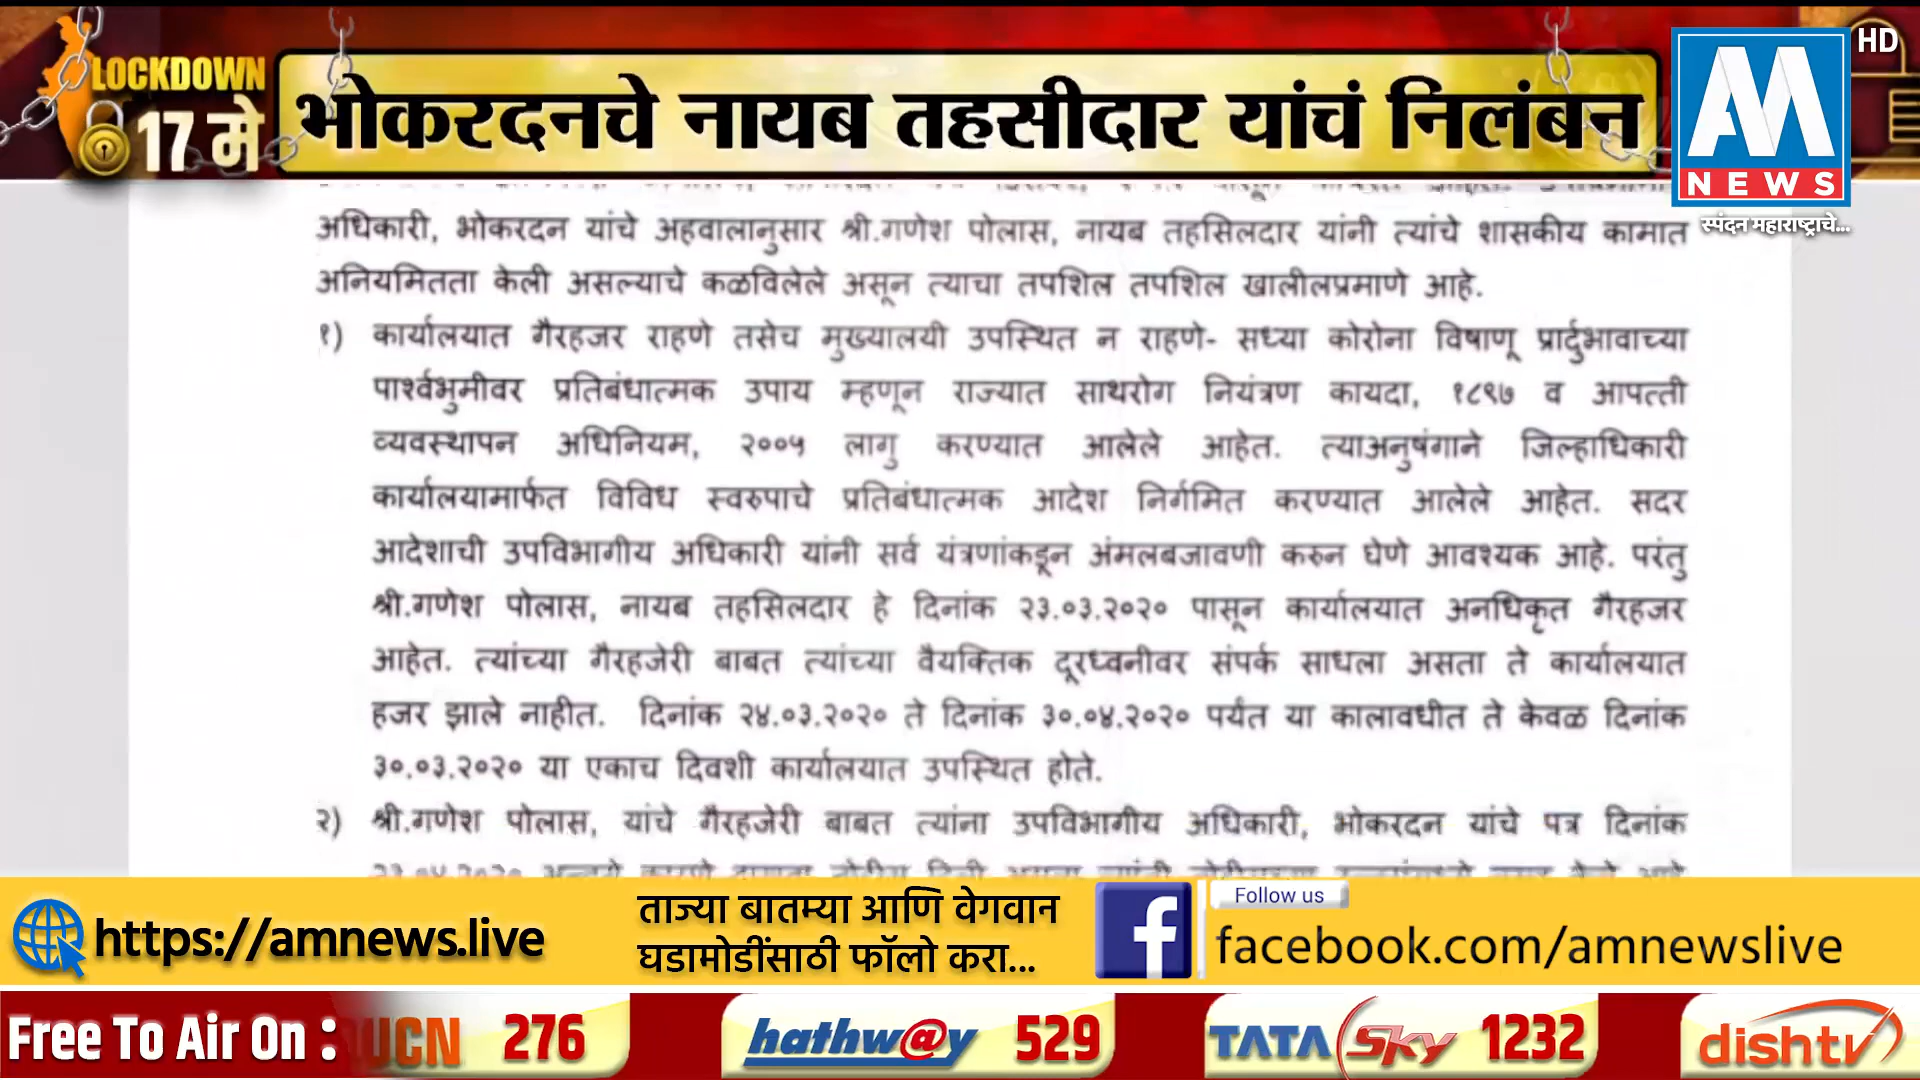 LOCKDOWN
17 मे
भोकरदनचे नायब तहसीदार यांचं निलंबन
HD
AM
NEWS
स्पंदन महाराष्ट्राचे...
अधिकारी, भोकरदन यांचे अहवालानुसार श्री.गणेश पोलास, नायब तहसिलदार यांनी त्यांचे शासकीय कामात
अनियमितता केली असल्याचे कळविलेले असून त्याचा तपशिल तपशिल खालीलप्रमाणे आहे.
१) कार्यालयात गैरहजर राहणे तसेच मुख्यालयी उपस्थित न राहणे- सध्या कोरोना विषाणू प्रार्दुभावाच्या
पार्श्वभुमीवर प्रतिबंधात्मक उपाय म्हणून राज्यात साथरोग नियंत्रण कायदा, १८९७ व आपत्ती
व्यवस्थापन अधिनियम, २००५ लागु करण्यात आलेले आहेत. त्याअनुषंगाने जिल्हाधिकारी
कार्यालयामार्फत विविध स्वरुपाचे प्रतिबंधात्मक आदेश निर्गमित करण्यात आलेले आहेत. सदर
आदेशाची उपविभागीय अधिकारी यांनी सर्व यंत्रणांकडून अंमलबजावणी करुन घेणे आवश्यक आहे. परंतु
श्री.गणेश पोलास, नायब तहसिलदार हे दिनांक २३.०३.२०२० पासून कार्यालयात अनधिकृत गैरहजर
आहेत. त्यांच्या गैरहजेरी बाबत त्यांच्या वैयक्तिक दूरध्वनीवर संपर्क साधला असता ते कार्यालयात
हजर झाले नाहीत. दिनांक २४.०३.२०२० ते दिनांक ३०.०४.२०२० पर्यंत या कालावधीत ते केवळ दिनांक
३०.०३.२०२० या एकाच दिवशी कार्यालयात उपस्थित होते.
२) श्री.गणेश पोलास, यांचे गैरहजेरी बाबत त्यांना उपविभागीय अधिकारी, भोकरदन यांचे पत्र दिनांक
https://amnews.live
ताज्या बातम्या आणि वेगवान
घडामोडींसाठी फॉलो करा...
f
Follow us
facebook.com/amnewslive
Free To Air On : UCN 276 hathw@y 529 TATA Sky 1232 dishtv